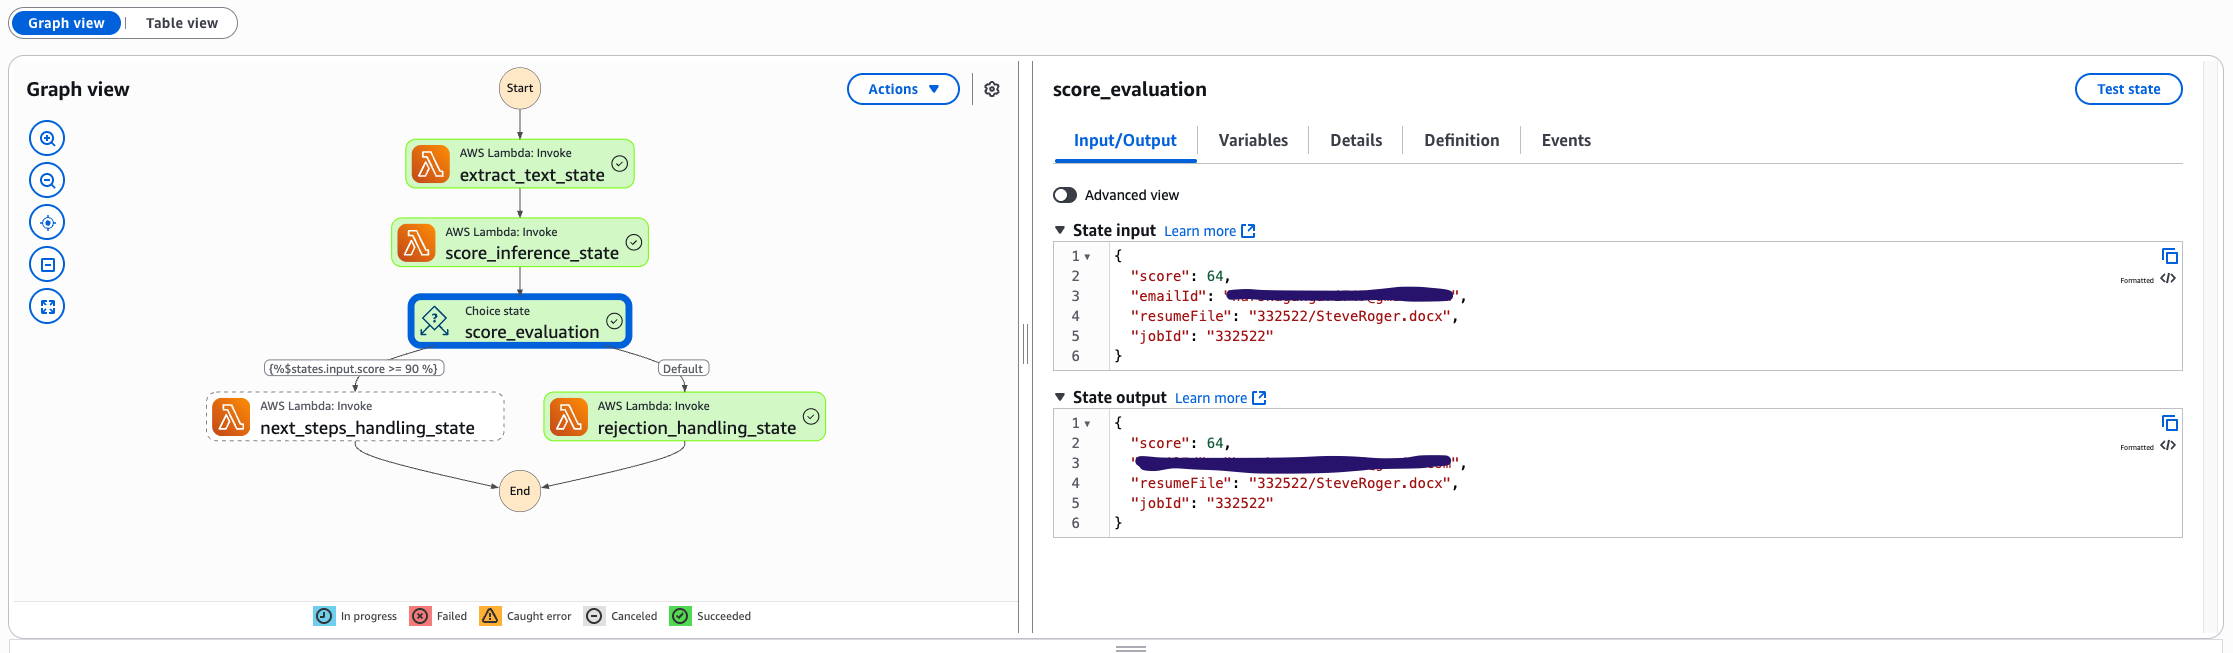 Graph view
Table view
Graph view
Actions
Start
AWS Lambda: Invoke
extract_text_state
AWS Lambda: Invoke
score_inference_state
Choice state
score_evaluation
{%$states.input.score >= 90 %}
Default
AWS Lambda: Invoke
next_steps_handling_state
AWS Lambda: Invoke
rejection_handling_state
End
In progress
Failed
Caught error
Canceled
Succeeded
score_evaluation
Test state
Input/Output
Variables
Details
Definition
Events
Advanced view
State input Learn more
1 {
2 "score": 64,
3 "emailId": ",
4 "resumeFile": "332522/SteveRoger.docx",
5 "jobId": "332522"
6 }
Formatted
State output Learn more
1 {
2 "score": 64,
3 " ",
4 "resumeFile": "332522/SteveRoger.docx",
5 "jobId": "332522"
6 }
Formatted